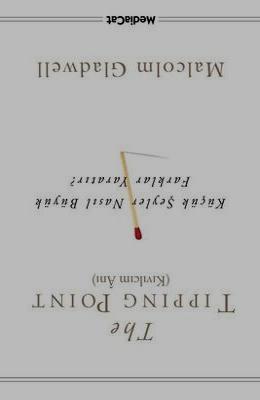 The
TIPPING POINT
(Kıvılcım Anı)
Küçük Şeyler Nasıl Büyük
Farklar Yaratır?
Malcolm Gladwell
MediaCat